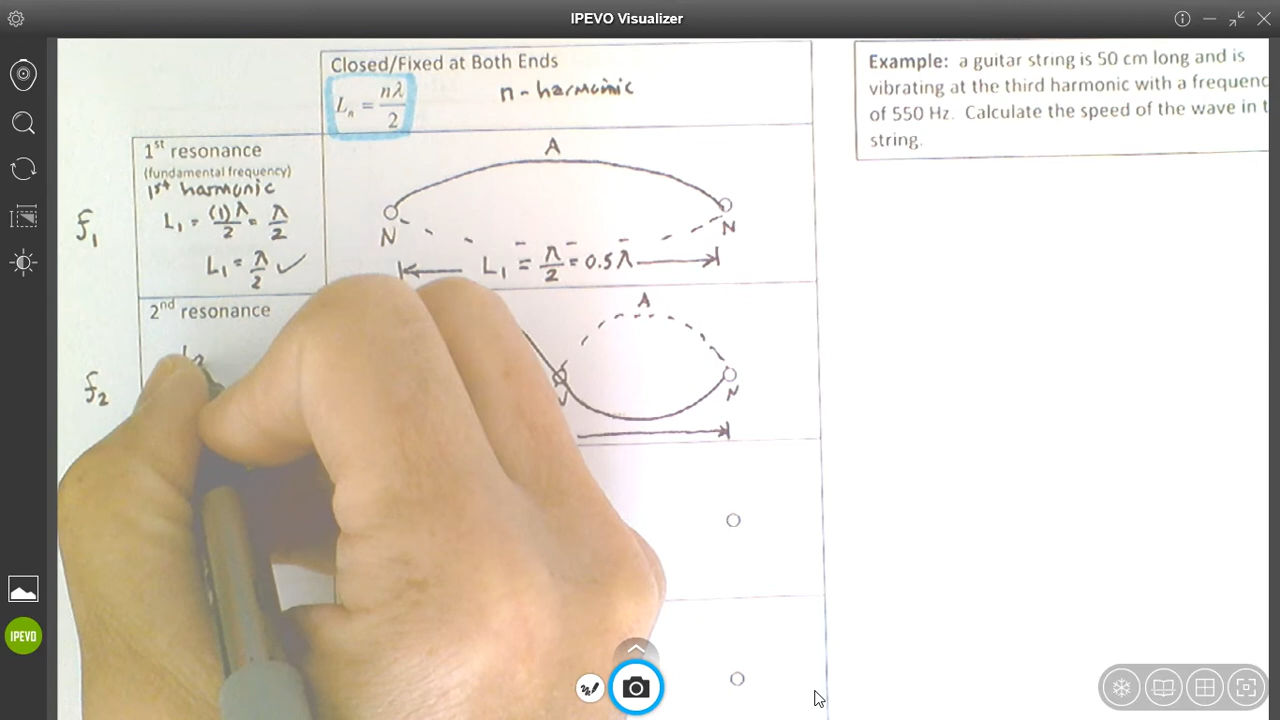 IPEVO Visualizer
Closed/Fixed at Both Ends
Lₙ = nλ/2
n - harmonic
Example: a guitar string is 50 cm long and is
vibrating at the third harmonic with a frequenc
of 550 Hz. Calculate the speed of the wave in t
string.
1st resonance
(fundamental frequency)
1st harmonic
L₁ = (1)λ/2 = λ/2
L₁ = λ/2 ✓
f₁
A
N
N
L₁ = λ/2 = 0.5λ
2nd resonance
L₂
f₂
A
N
IPEVO